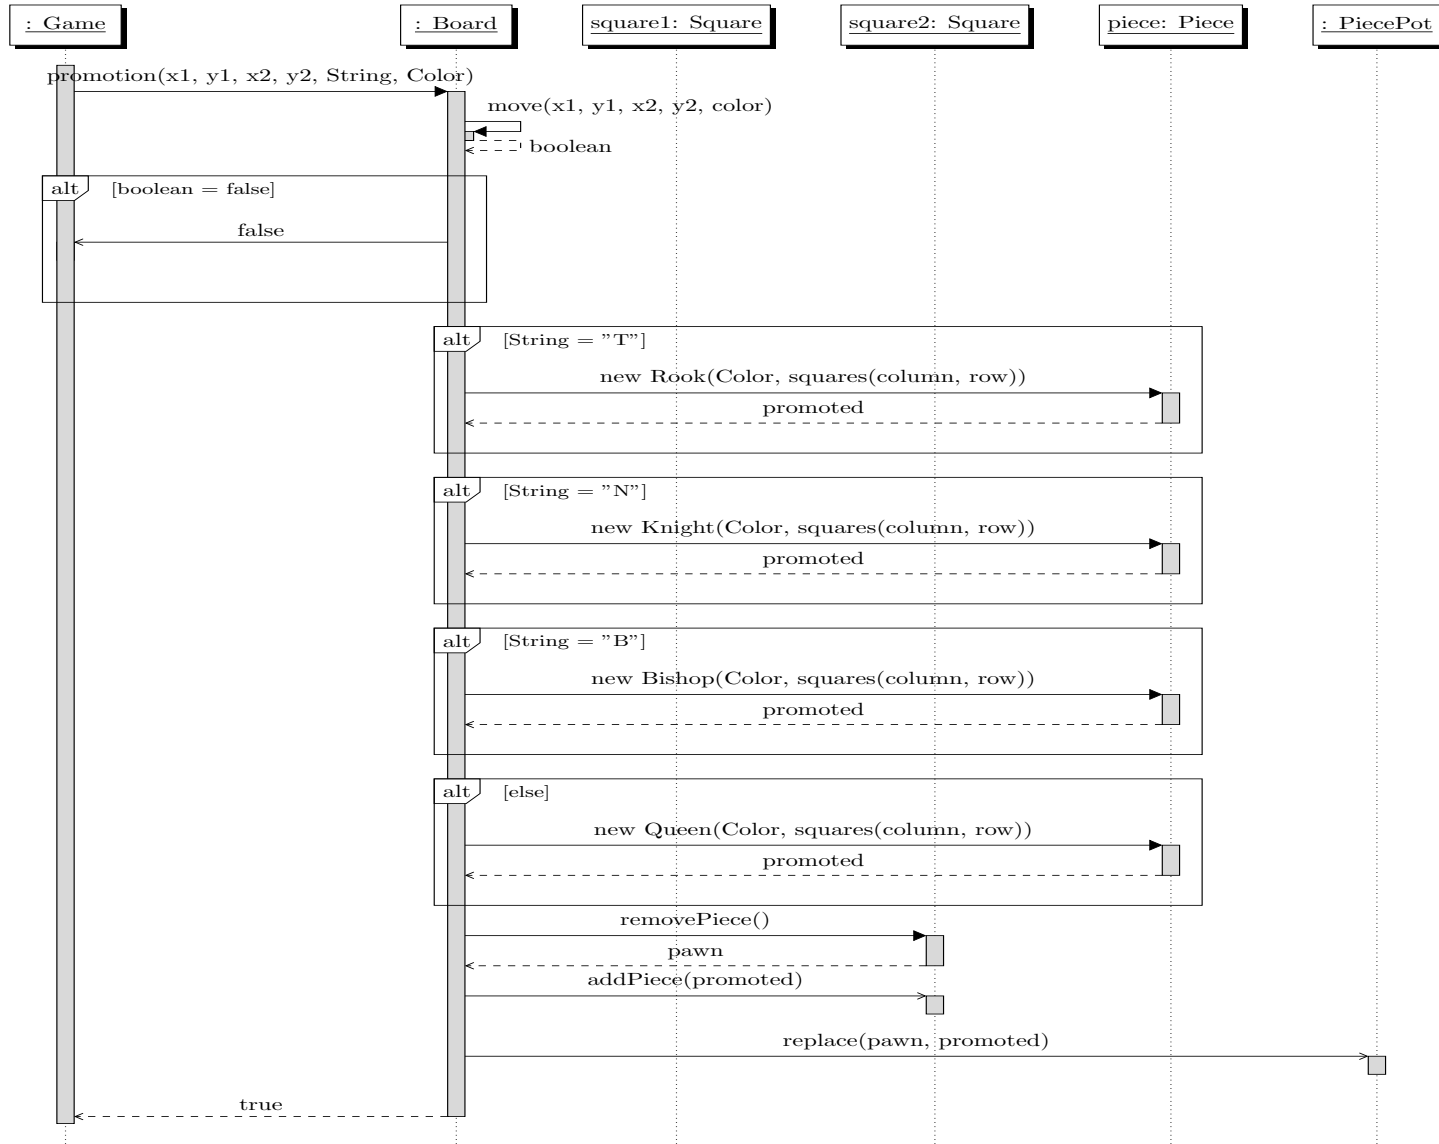 : Game
: Board
square1: Square
square2: Square
piece: Piece
: PiecePot
promotion(x1, y1, x2, y2, String, Color)
move(x1, y1, x2, y2, color)
boolean
alt [boolean = false]
false
alt [String = ”T”]
new Rook(Color, squares(column, row))
promoted
alt [String = ”N”]
new Knight(Color, squares(column, row))
promoted
alt [String = ”B”]
new Bishop(Color, squares(column, row))
promoted
alt [else]
new Queen(Color, squares(column, row))
promoted
removePiece()
pawn
addPiece(promoted)
replace(pawn, promoted)
true